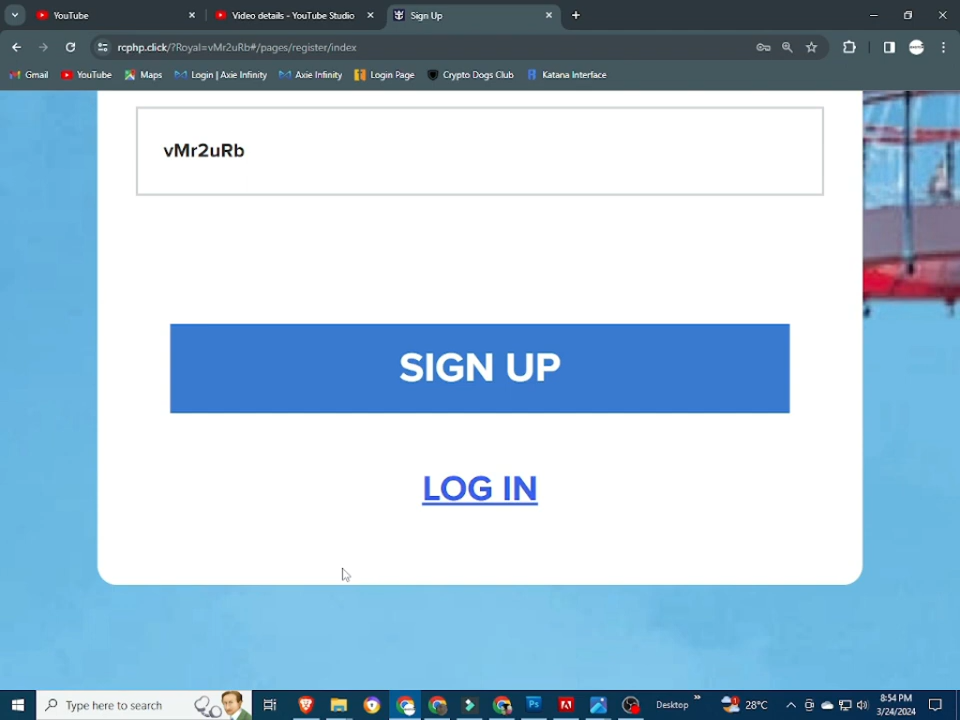 YouTube
Video details - YouTube Studio
Sign Up
rcphp.click/?Royal=vMr2uRb#/pages/register/index
Gmail
YouTube
Maps
Login | Axie Infinity
Axie Infinity
Login Page
Crypto Dogs Club
Katana Interface
vMr2uRb
SIGN UP
LOG IN
Type here to search
Desktop
28°C
8:54 PM
3/24/2024